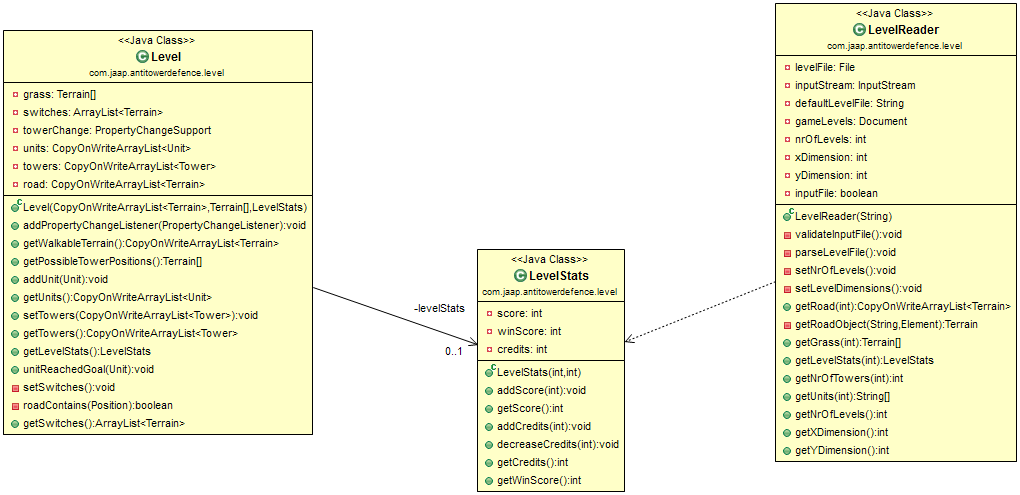 <<Java Class>>
C Level
com.jaap.antitowerdefence.level
grass: Terrain[]
switches: ArrayList<Terrain>
towerChange: PropertyChangeSupport
units: CopyOnWriteArrayList<Unit>
towers: CopyOnWriteArrayList<Tower>
road: CopyOnWriteArrayList<Terrain>
c Level(CopyOnWriteArrayList<Terrain>,Terrain[],LevelStats)
addPropertyChangeListener(PropertyChangeListener):void
getWalkableTerrain():CopyOnWriteArrayList<Terrain>
getPossibleTowerPositions():Terrain[]
addUnit(Unit):void
getUnits():CopyOnWriteArrayList<Unit>
setTowers(CopyOnWriteArrayList<Tower>):void
getTowers():CopyOnWriteArrayList<Tower>
getLevelStats():LevelStats
unitReachedGoal(Unit):void
setSwitches():void
roadContains(Position):boolean
getSwitches():ArrayList<Terrain>
-levelStats
0..1
<<Java Class>>
C LevelStats
com.jaap.antitowerdefence.level
score: int
winScore: int
credits: int
c LevelStats(int,int)
addScore(int):void
getScore():int
addCredits(int):void
decreaseCredits(int):void
getCredits():int
getWinScore():int
<<Java Class>>
C LevelReader
com.jaap.antitowerdefence.level
levelFile: File
inputStream: InputStream
defaultLevelFile: String
gameLevels: Document
nrOfLevels: int
xDimension: int
yDimension: int
inputFile: boolean
c LevelReader(String)
validateInputFile():void
parseLevelFile():void
setNrOfLevels():void
setLevelDimensions():void
getRoad(int):CopyOnWriteArrayList<Terrain>
getRoadObject(String,Element):Terrain
getGrass(int):Terrain[]
getLevelStats(int):LevelStats
getNrOfTowers(int):int
getUnits(int):String[]
getNrOfLevels():int
getXDimension():int
getYDimension():int